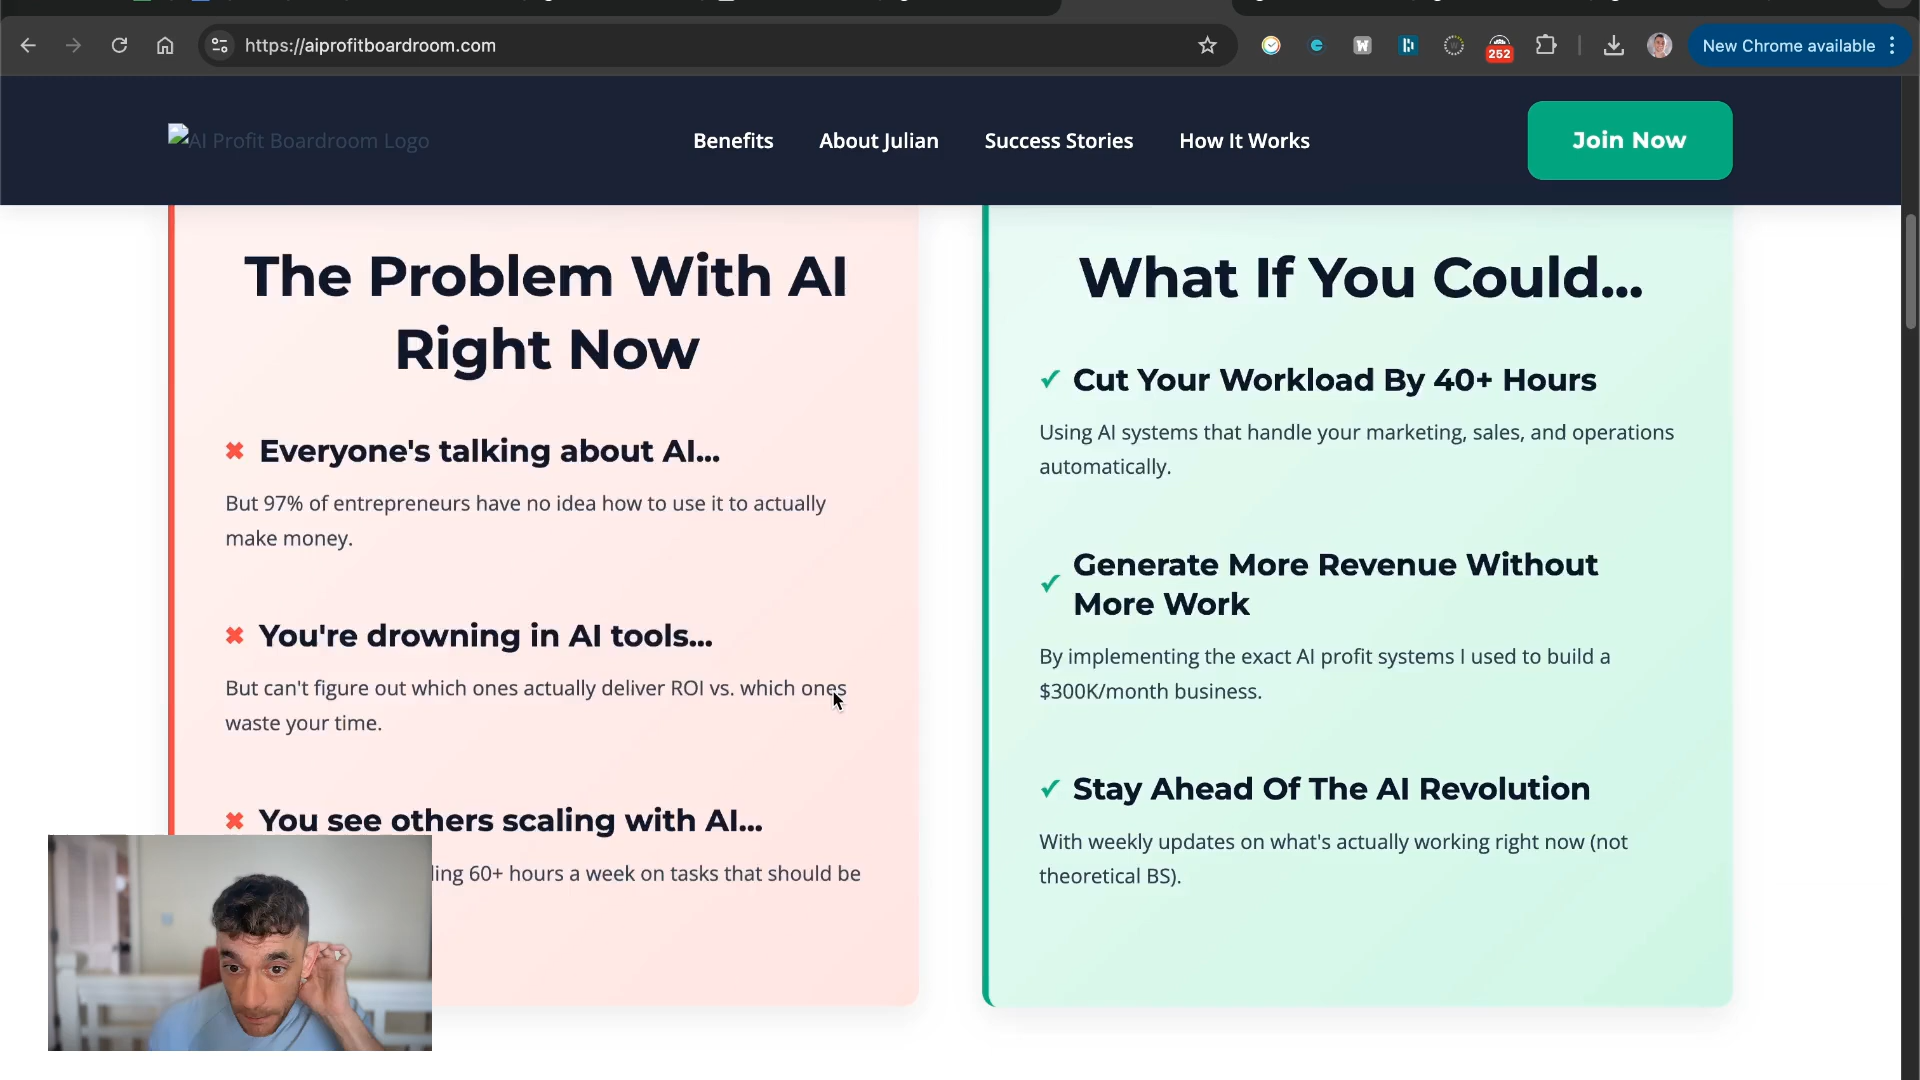 https://aiprofitboardroom.com
252
New Chrome available
AI Profit Boardroom Logo
Benefits
About Julian
Success Stories
How It Works
Join Now
The Problem With AI
Right Now
Everyone's talking about AI...
But 97% of entrepreneurs have no idea how to use it to actually
make money.
You're drowning in AI tools...
But can't figure out which ones actually deliver ROI vs. which ones
waste your time.
You see others scaling with AI...
60+ hours a week on tasks that should be
What If You Could...
Cut Your Workload By 40+ Hours
Using AI systems that handle your marketing, sales, and operations
automatically.
Generate More Revenue Without
More Work
By implementing the exact AI profit systems I used to build a
$300K/month business.
Stay Ahead Of The AI Revolution
With weekly updates on what's actually working right now (not
theoretical BS).